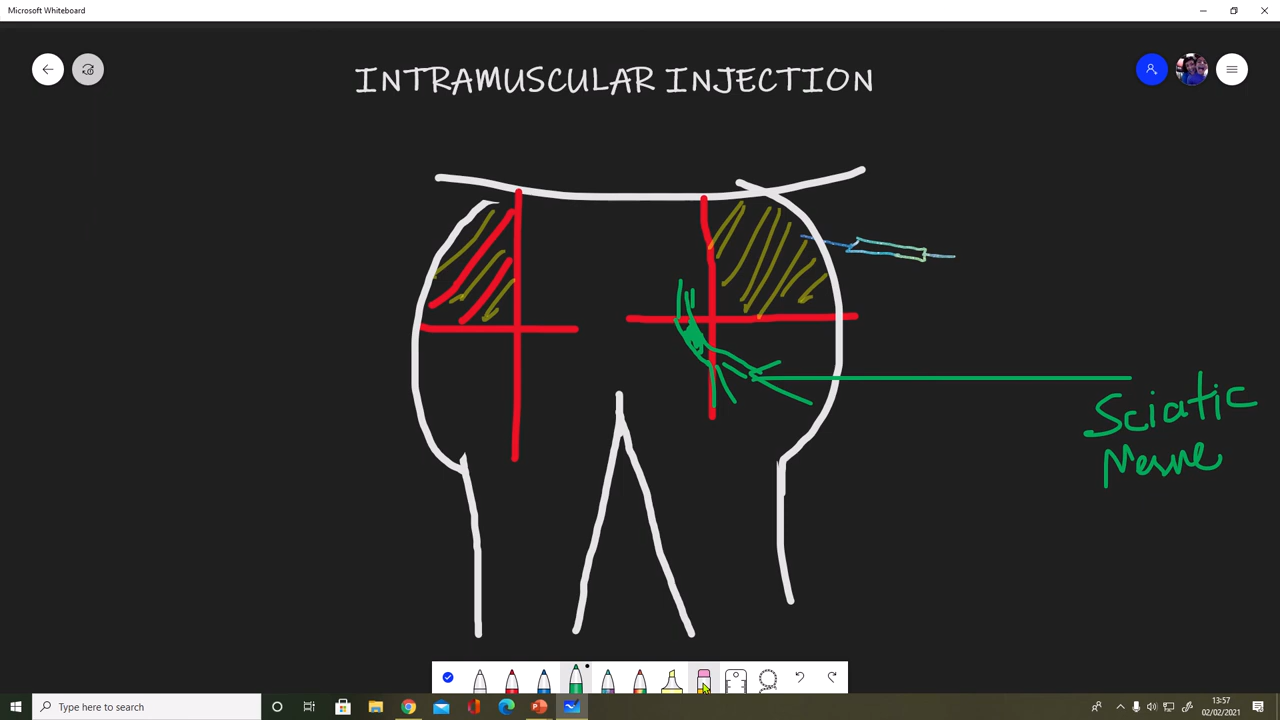 Microsoft Whiteboard
INTRAMUSCULAR INJECTION
Sciatic
Nerve
Type here to search
13:57
02/02/2021